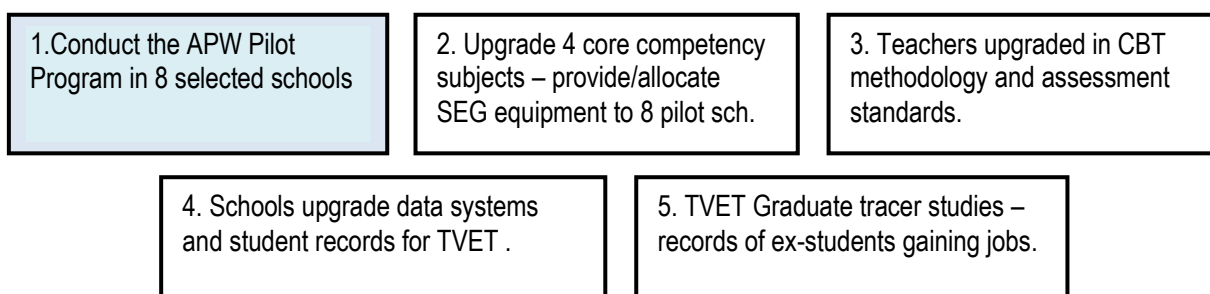 1.Conduct the APW Pilot
Program in 8 selected schools
2. Upgrade 4 core competency
subjects – provide/allocate
SEG equipment to 8 pilot sch.
3. Teachers upgraded in CBT
methodology and assessment
standards.
4. Schools upgrade data systems
and student records for TVET .
5. TVET Graduate tracer studies –
records of ex-students gaining jobs.